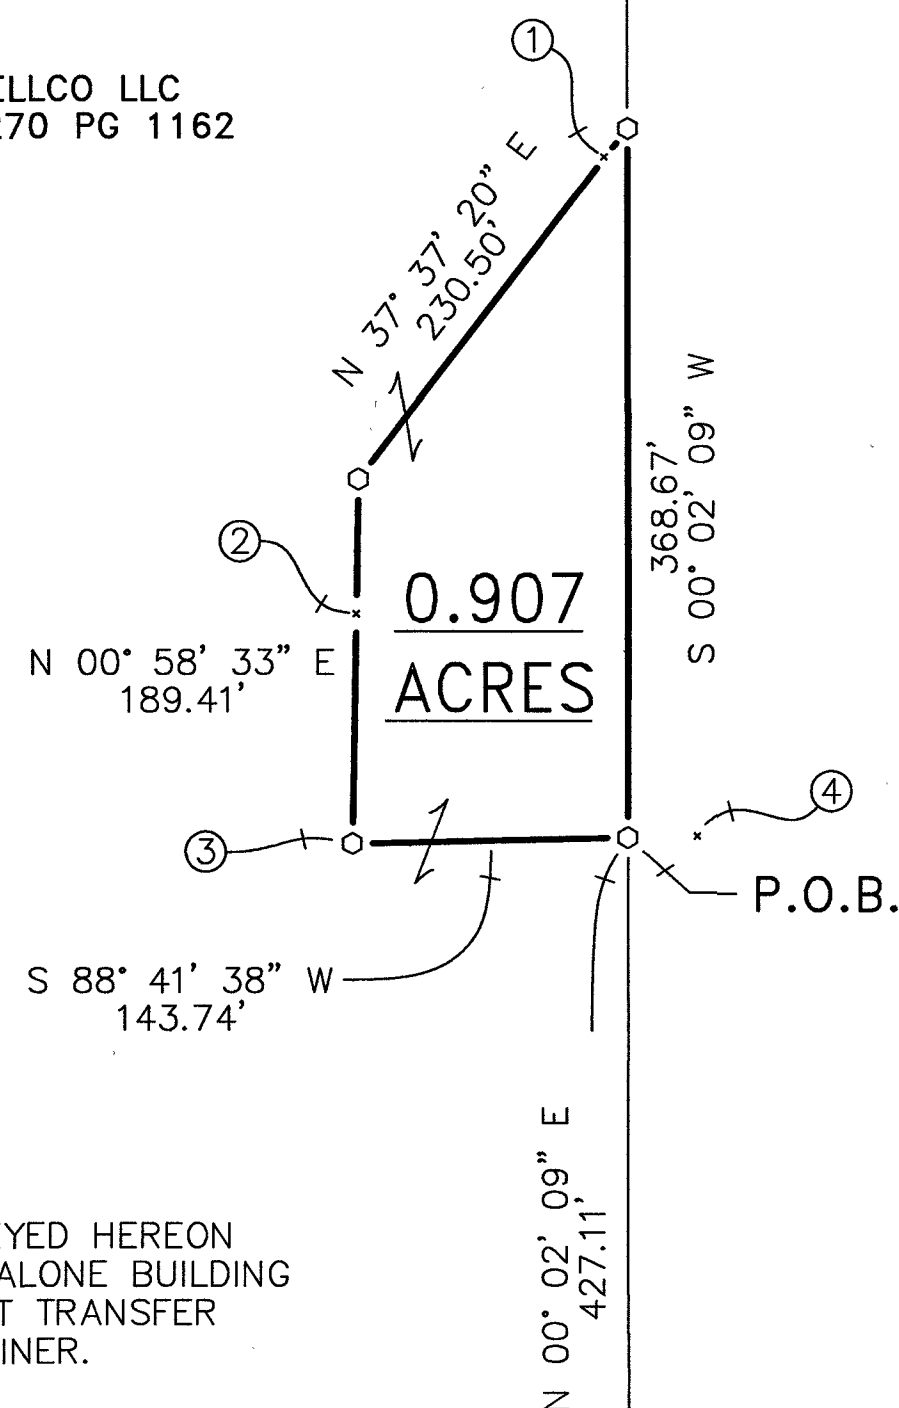 1
LLCO LLC
270 PG 1162
N 37° 37' 20" E
230.50'
368.67'
S 00° 02' 09" W
2
0.907
ACRES
N 00° 58' 33" E
189.41'
4
3
P.O.B.
S 88° 41' 38" W
143.74'
N 00° 02' 09" E
427.11'
YED HEREON
ALONE BUILDING
T TRANSFER
INER.